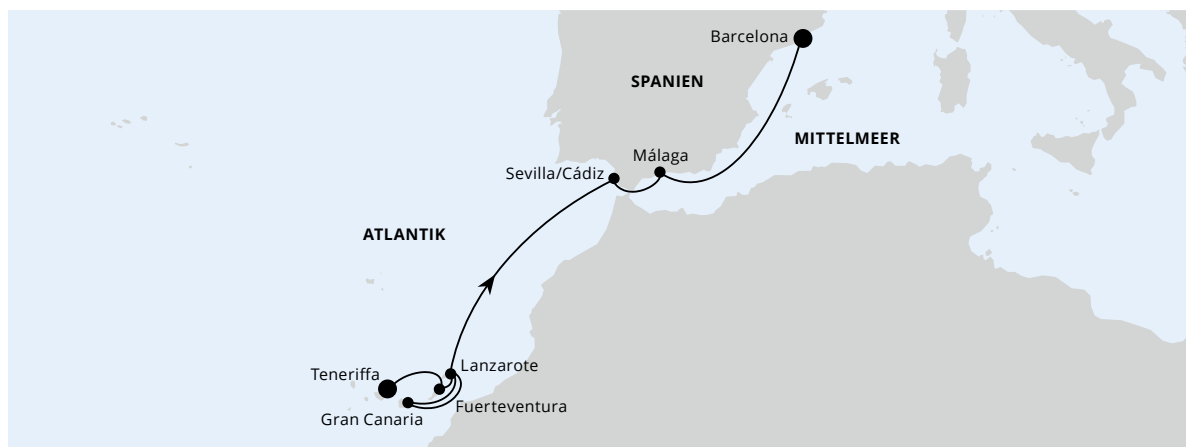 Barcelona
SPANIEN
MITTELMEER
Málaga
Sevilla/Cádiz
ATLANTIK
Lanzarote
Teneriffa
Fuerteventura
Gran Canaria